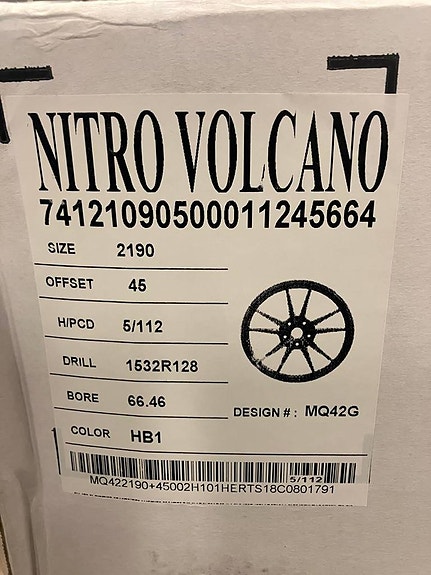 NITRO VOLCANO
74121090500011245664
SIZE 2190
OFFSET 45
H/PCD 5/112
DRILL 1532R128
BORE 66.46
DESIGN # : MQ42G
COLOR HB1
5/112
MQ422190+45002H101HERTS18C0801791